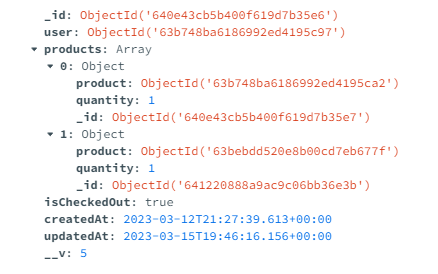 _id: ObjectId('640e43cb5b400f619d7b35e6')
user: ObjectId('63b748ba6186992ed4195c97')
products: Array
0: Object
product: ObjectId('63b748ba6186992ed4195ca2')
quantity: 1
_id: ObjectId('640e43cb5b400f619d7b35e7')
1: Object
product: ObjectId('63bebdd520e8b00cd7eb677f')
quantity: 1
_id: ObjectId('641220888a9ac9c06bb36e3b')
isCheckedOut: true
createdAt: 2023-03-12T21:27:39.613+00:00
updatedAt: 2023-03-15T19:46:16.156+00:00
__v: 5